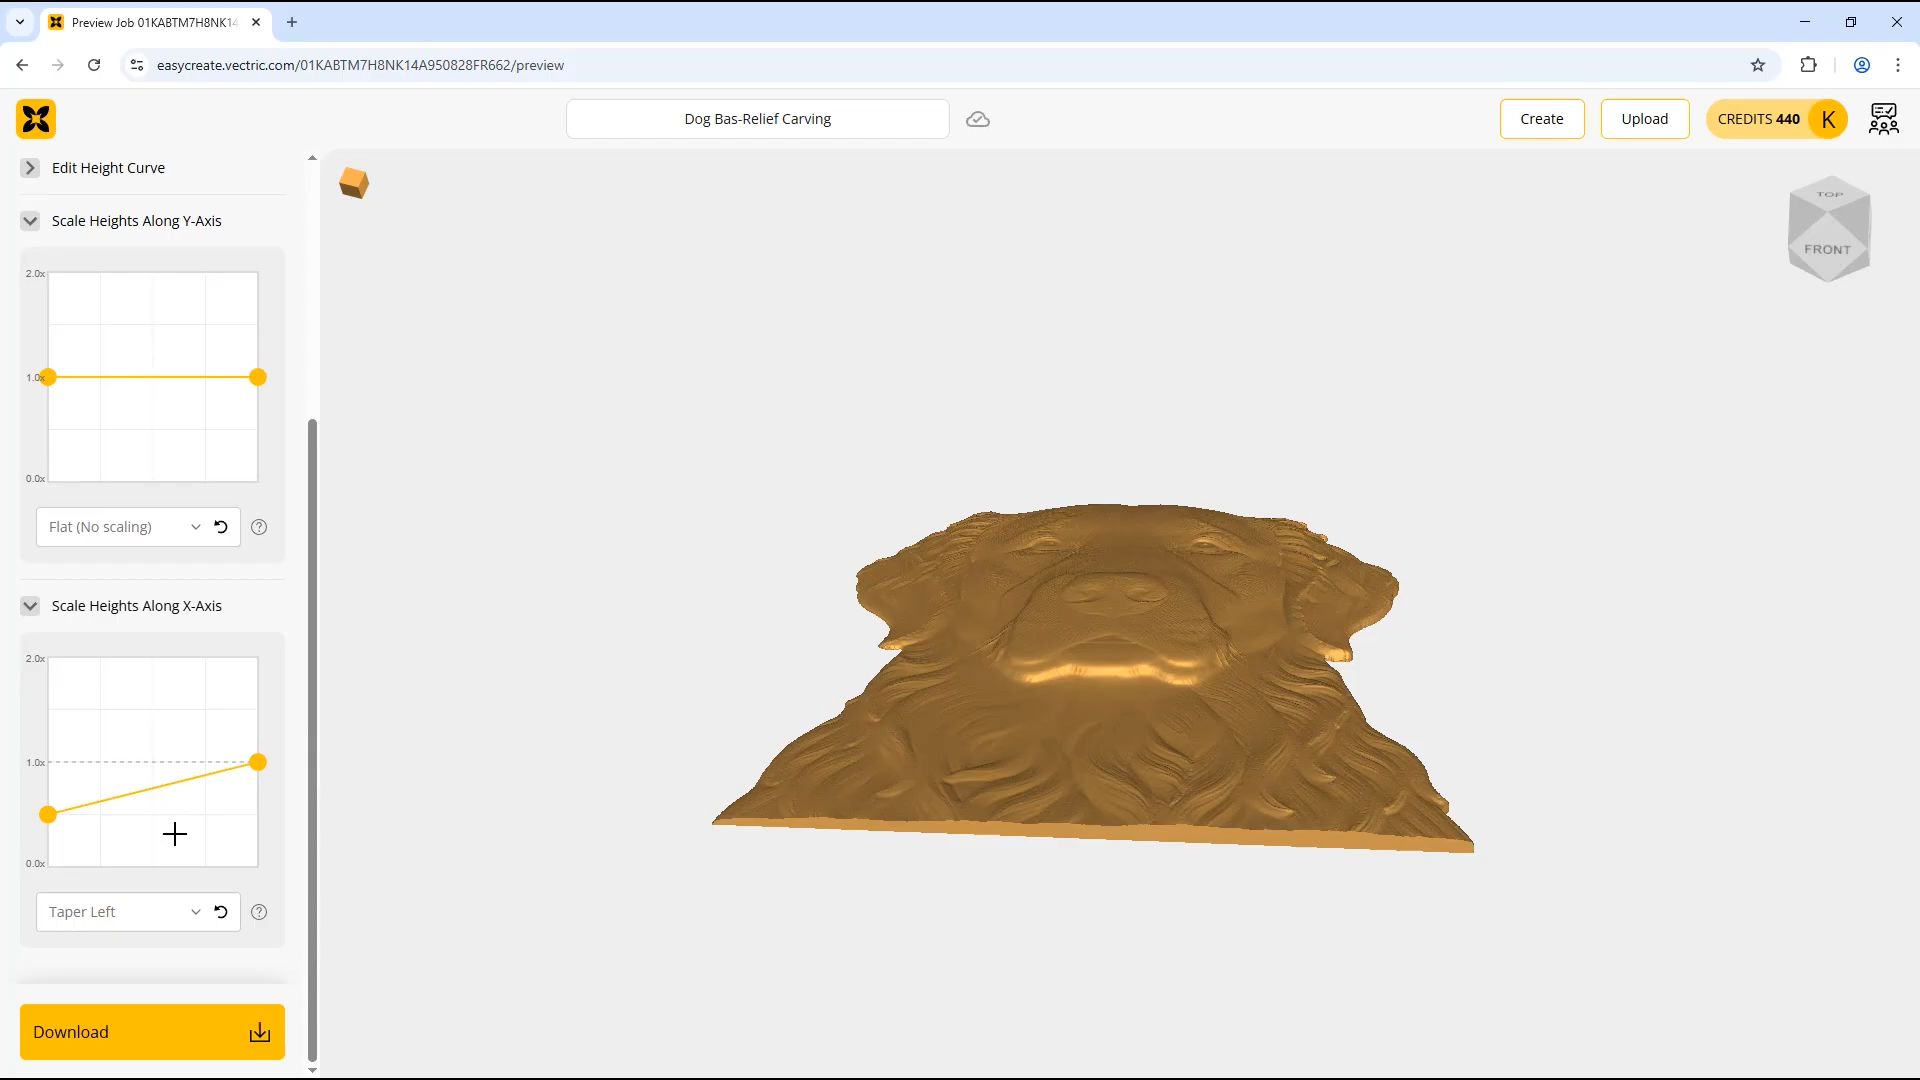 Preview Job 01KABTM7H8NK14
easycreate.vectric.com/01KABTM7H8NK14A950828FR662/preview
Dog Bas-Relief Carving
Create
Upload
CREDITS 440
K
Edit Height Curve
TOP
FRONT
Scale Heights Along Y-Axis
2.0x
1.0x
0.0x
Flat (No scaling)
Scale Heights Along X-Axis
2.0x
1.0x
0.0x
Taper Left
Download